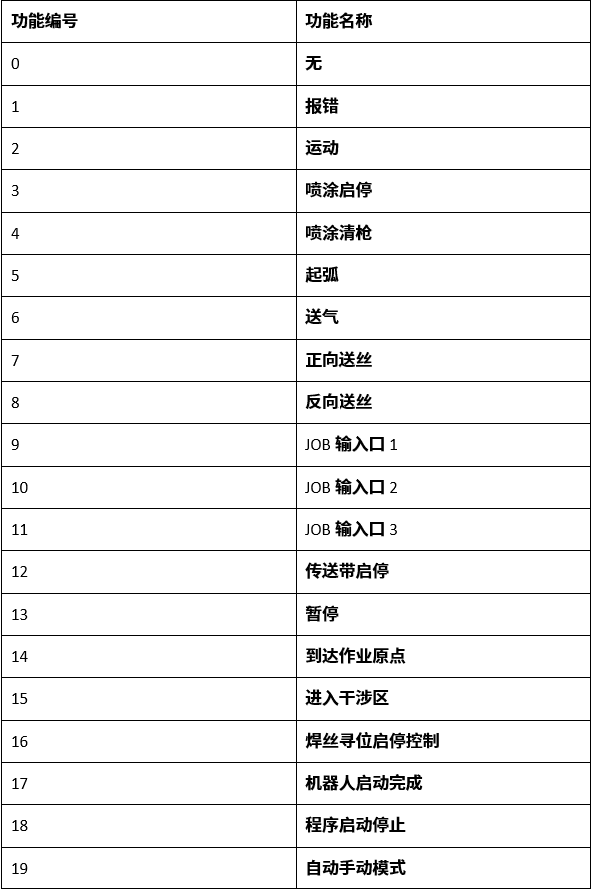 功能编号 功能名称
0 无
1 报错
2 运动
3 喷涂启停
4 喷涂清枪
5 起弧
6 送气
7 正向送丝
8 反向送丝
9 JOB 输入口 1
10 JOB 输入口 2
11 JOB 输入口 3
12 传送带启停
13 暂停
14 到达作业原点
15 进入干涉区
16 焊丝寻位启停控制
17 机器人启动完成
18 程序启动停止
19 自动手动模式